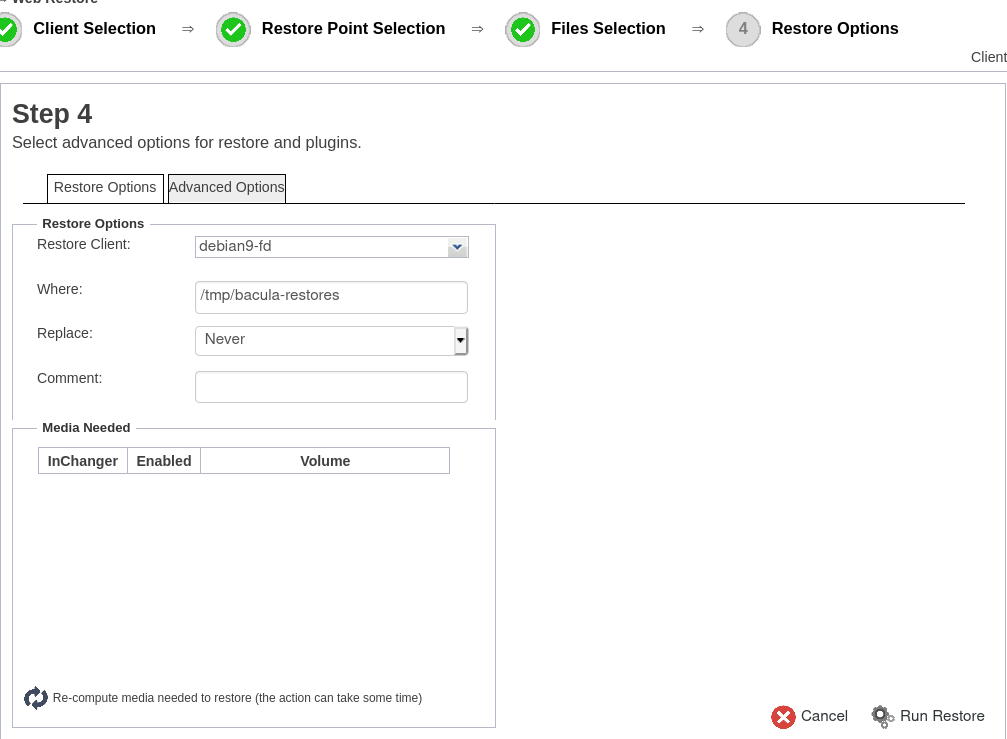 Web Restore
Client Selection ⇒ Restore Point Selection ⇒ Files Selection ⇒ 4 Restore Options
Client
Step 4
Select advanced options for restore and plugins.
Restore Options Advanced Options
Restore Options
Restore Client: debian9-fd
Where: /tmp/bacula-restores
Replace: Never
Comment:
Media Needed
InChanger Enabled Volume
Re-compute media needed to restore (the action can take some time)
Cancel Run Restore